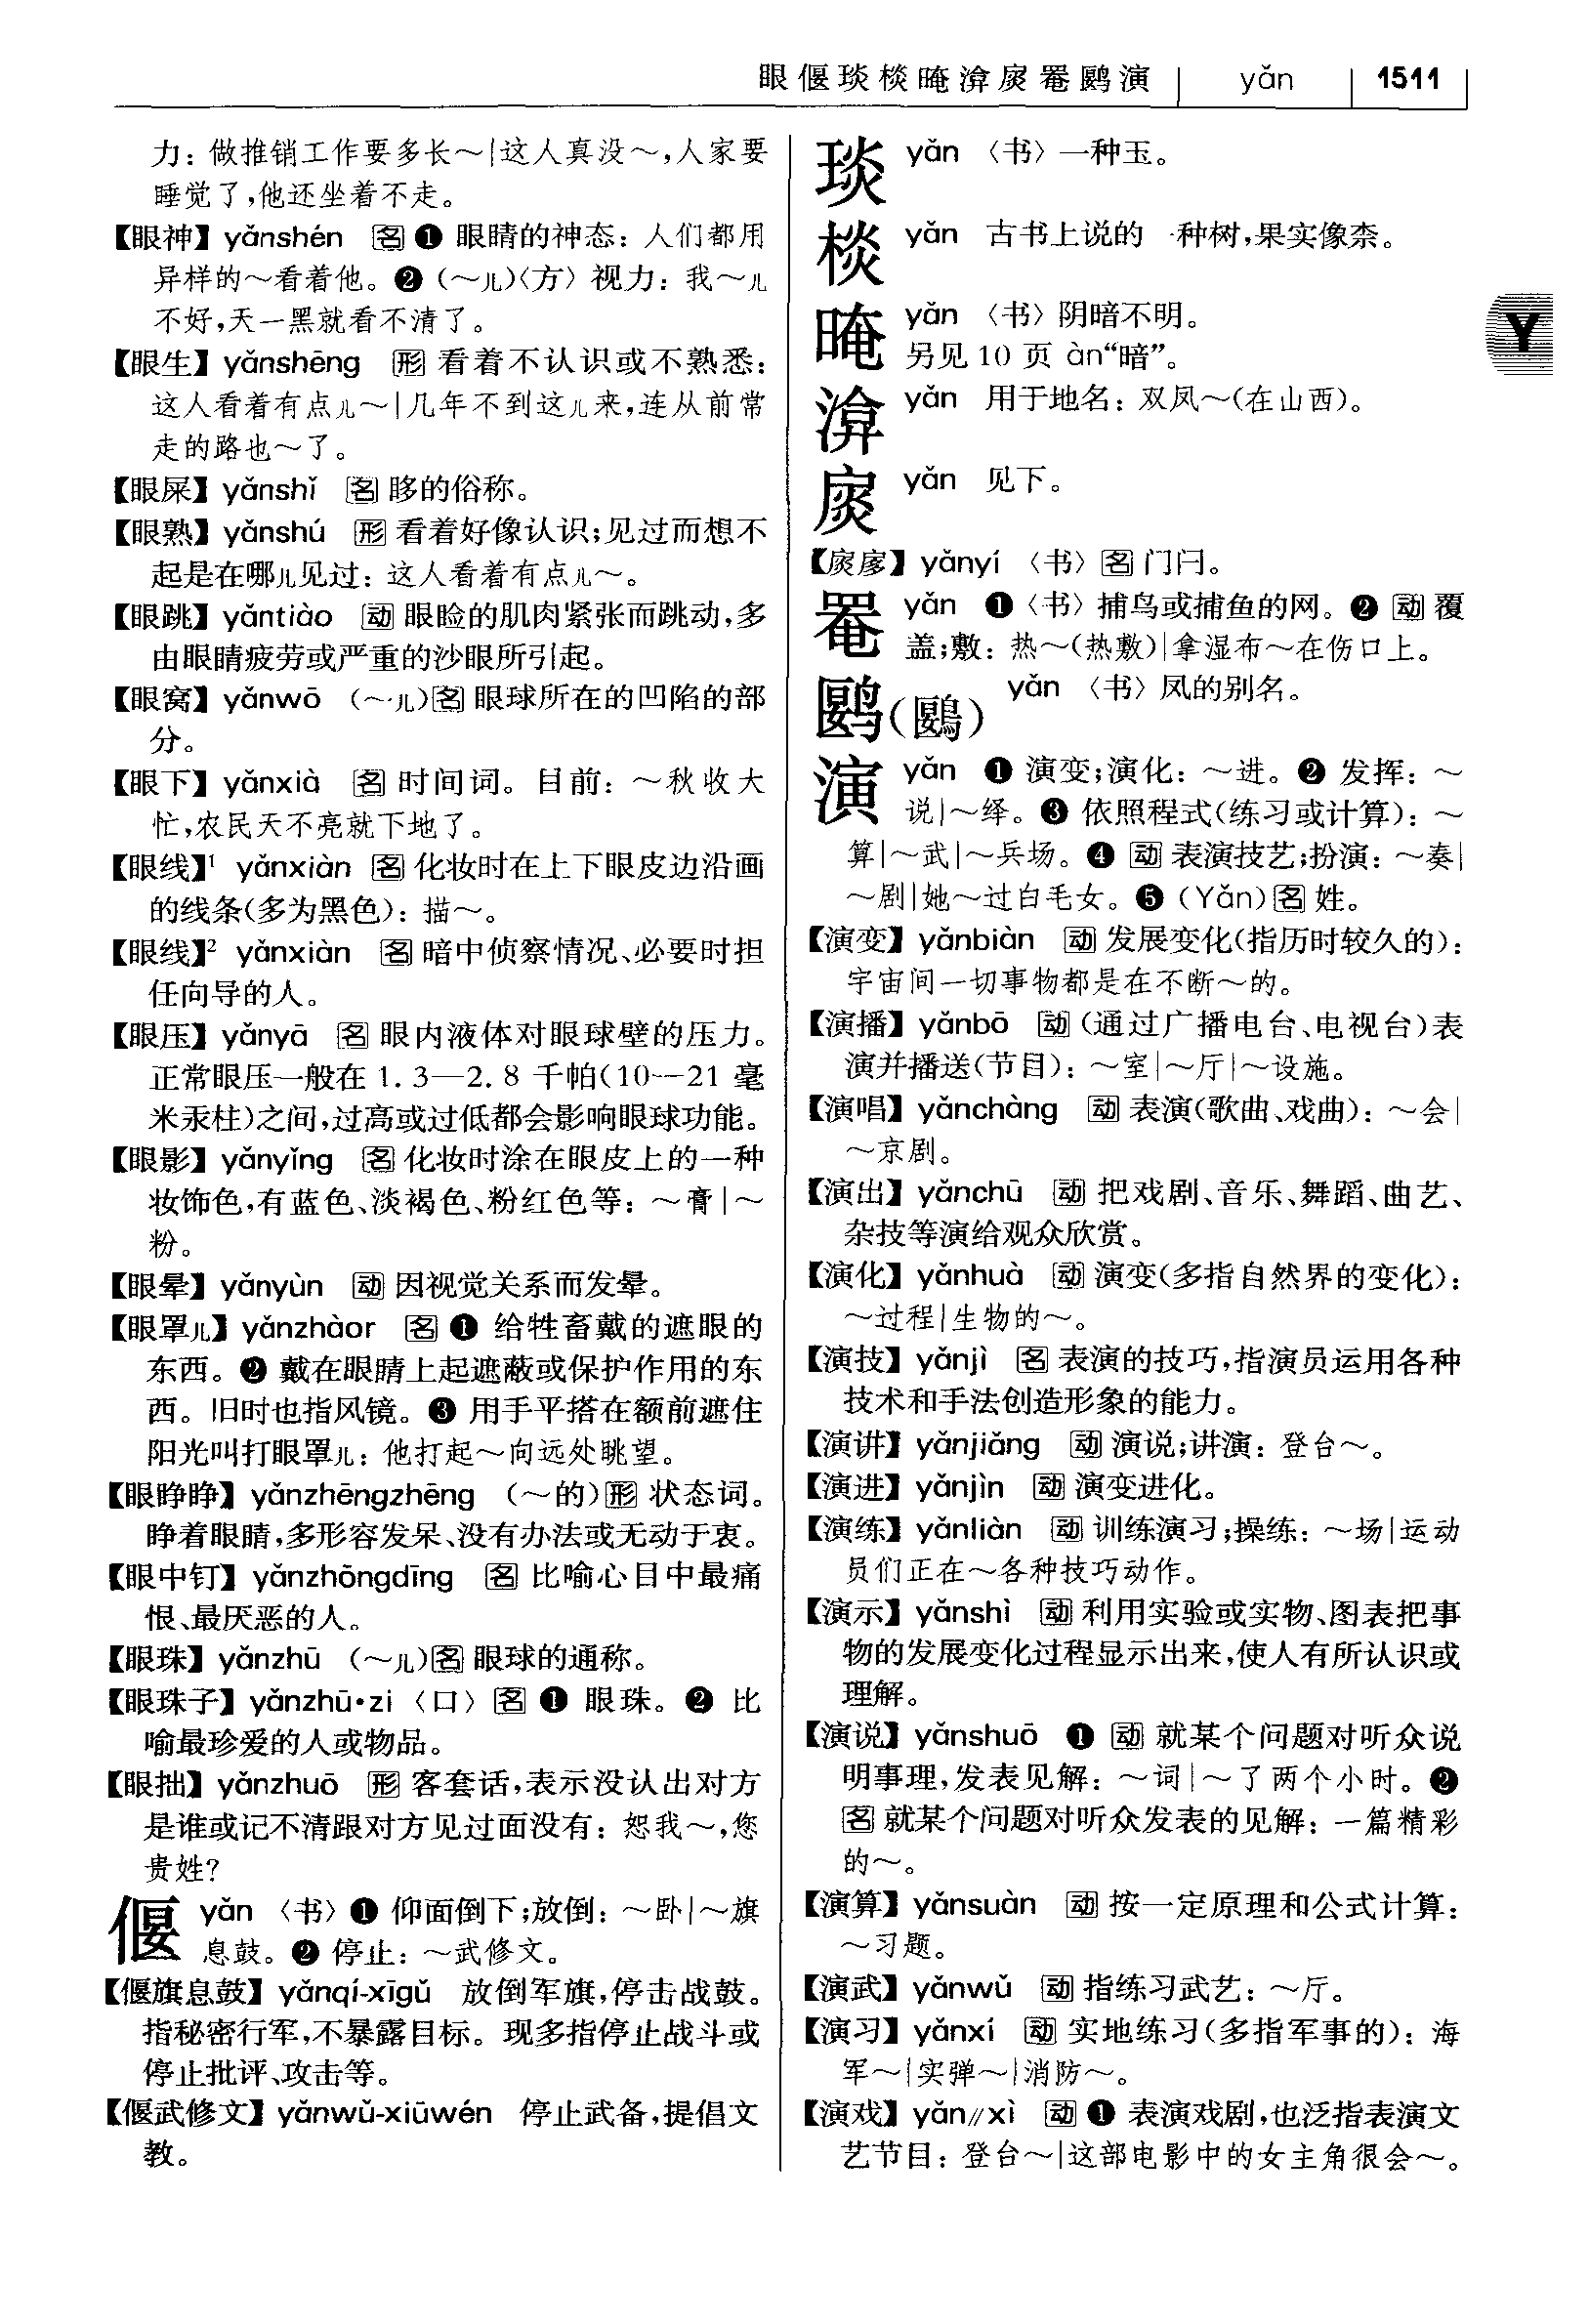 眼偃琰棪晻渰扊罨鶠演 yǎn 1511
力：做推销工作要多长～|这人真没～，人家要
睡觉了，他还坐着不走。
【眼神】yǎnshén 名 ❶ 眼睛的神态：人们都用
异样的～看着他。❷（～儿）〈方〉视力：我～儿
不好，天一黑就看不清了。
【眼生】yǎnshēng 形 看着不认识或不熟悉：
这人看着有点儿～|几年不到这儿来，连从前常
走的路也～了。
【眼屎】yǎnshǐ 名 眵的俗称。
【眼熟】yǎnshú 形 看着好像认识；见过而想不
起是在哪儿见过：这人看着有点儿～。
【眼跳】yǎntiào 动 眼睑的肌肉紧张而跳动，多
由眼睛疲劳或严重的沙眼所引起。
【眼窝】yǎnwō （～儿）名 眼球所在的凹陷的部
分。
【眼下】yǎnxià 名 时间词。目前：～秋收大
忙，农民天不亮就下地了。
【眼线】¹ yǎnxiàn 名 化妆时在上下眼皮边沿画
的线条（多为黑色）：描～。
【眼线】² yǎnxiàn 名 暗中侦察情况、必要时担
任向导的人。
【眼压】yǎnyā 名 眼内液体对眼球壁的压力。
正常眼压一般在 1.3—2.8 千帕（10—21 毫
米汞柱）之间，过高或过低都会影响眼球功能。
【眼影】yǎnyǐng 名 化妆时涂在眼皮上的一种
妆饰色，有蓝色、淡褐色、粉红色等：～膏|～
粉。
【眼晕】yǎnyùn 动 因视觉关系而发晕。
【眼罩儿】yǎnzhàor 名 ❶ 给牲畜戴的遮眼的
东西。❷ 戴在眼睛上起遮蔽或保护作用的东
西。旧时也指风镜。❸ 用手平搭在额前遮住
阳光叫打眼罩儿：他打起～向远处眺望。
【眼睁睁】yǎnzhēngzhēng （～的）形 状态词。
睁着眼睛，多形容发呆、没有办法或无动于衷。
【眼中钉】yǎnzhōngdīng 名 比喻心目中最痛
恨、最厌恶的人。
【眼珠】yǎnzhū （～儿）名 眼球的通称。
【眼珠子】yǎnzhū·zi 〈口〉名 ❶ 眼珠。❷ 比
喻最珍爱的人或物品。
【眼拙】yǎnzhuō 形 客套话，表示没认出对方
是谁或记不清跟对方见过面没有：恕我～，您
贵姓？
偃 yǎn 〈书〉❶ 仰面倒下；放倒：～卧|～旗
息鼓。❷ 停止：～武修文。
【偃旗息鼓】yǎnqí-xīgǔ 放倒军旗，停击战鼓。
指秘密行军，不暴露目标。现多指停止战斗或
停止批评、攻击等。
【偃武修文】yǎnwǔ-xiūwén 停止武备，提倡文
教。
琰 yǎn 〈书〉一种玉。
棪 yǎn 古书上说的一种树，果实像柰。
晻 yǎn 〈书〉阴暗不明。
另见 10 页 àn“暗”。
渰 yǎn 用于地名：双凤～（在山西）。
扊 yǎn 见下。
【扊扅】yǎnyí 〈书〉名 门闩。
罨 yǎn ❶〈书〉捕鸟或捕鱼的网。❷ 动 覆
盖；敷：热～（热敷）|拿湿布～在伤口上。
鶠（鷗） yǎn 〈书〉凤的别名。
演 yǎn ❶ 演变；演化：～进。❷ 发挥：～
说|～绎。❸ 依照程式（练习或计算）：～
算|～武|～兵场。❹ 动 表演技艺；扮演：～奏|
～剧|她～过白毛女。❺（Yǎn）名 姓。
【演变】yǎnbiàn 动 发展变化（指历时较久的）：
宇宙间一切事物都是在不断～的。
【演播】yǎnbō 动（通过广播电台、电视台）表
演并播送（节目）：～室|～厅|～设施。
【演唱】yǎnchàng 动 表演（歌曲、戏曲）：～会|
～京剧。
【演出】yǎnchū 动 把戏剧、音乐、舞蹈、曲艺、
杂技等演给观众欣赏。
【演化】yǎnhuà 动 演变（多指自然界的变化）：
～过程|生物的～。
【演技】yǎnjì 名 表演的技巧，指演员运用各种
技术和手法创造形象的能力。
【演讲】yǎnjiǎng 动 演说；讲演：登台～。
【演进】yǎnjìn 动 演变进化。
【演练】yǎnliàn 动 训练演习；操练：～场|运动
员们正在～各种技巧动作。
【演示】yǎnshì 动 利用实验或实物、图表把事
物的发展变化过程显示出来，使人有所认识或
理解。
【演说】yǎnshuō ❶ 动 就某个问题对听众说
明事理，发表见解：～词|～了两个小时。❷
名 就某个问题对听众发表的见解：一篇精彩
的～。
【演算】yǎnsuàn 动 按一定原理和公式计算：
～习题。
【演武】yǎnwǔ 动 指练习武艺：～厅。
【演习】yǎnxí 动 实地练习（多指军事的）：海
军～|实弹～|消防～。
【演戏】yǎn∥xì 动 ❶ 表演戏剧，也泛指表演文
艺节目：登台～|这部电影中的女主角很会～。
Y